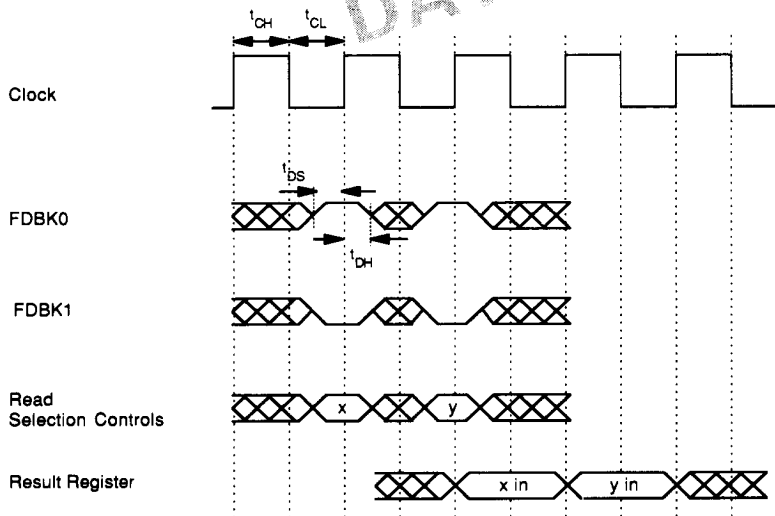 tCH tCL
Clock
tDS
FDBK0
tDH
FDBK1
Read
Selection Controls
x y
Result Register
x in y in